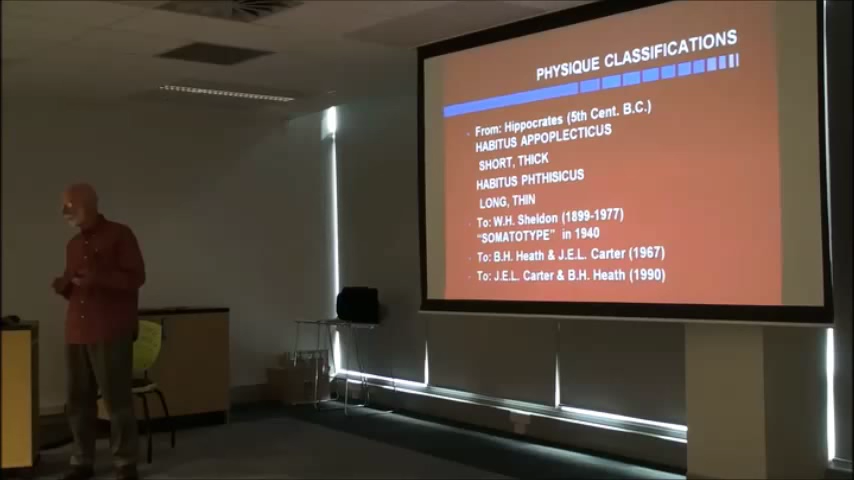 PHYSIQUE CLASSIFICATIONS
From: Hippocrates (5th Cent. B.C.)
HABITUS APPOPLECTICUS
SHORT, THICK
HABITUS PHTHISICUS
LONG, THIN
To: W.H. Sheldon (1899-1977)
"SOMATOTYPE" in 1940
To: B.H. Heath & J.E.L. Carter (1967)
To: J.E.L. Carter & B.H. Heath (1990)